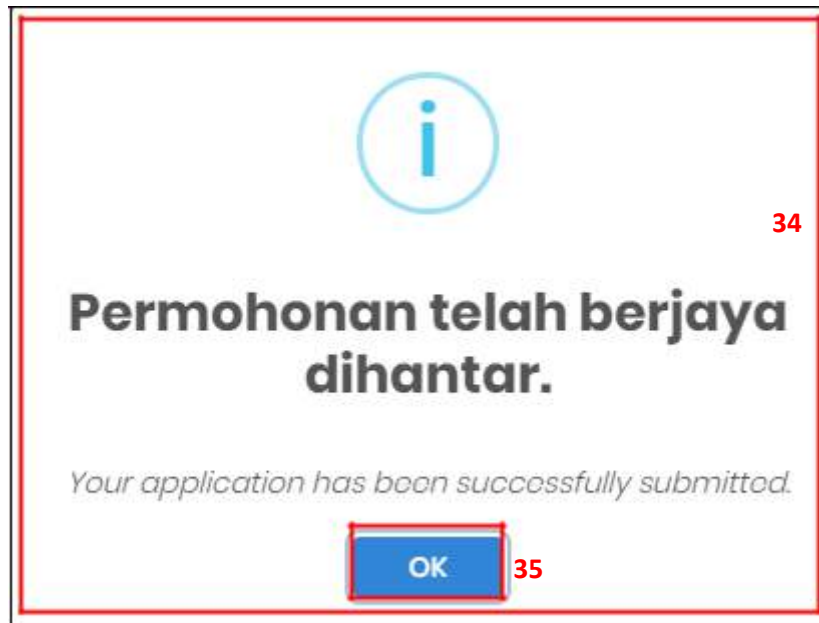 34
Permohonan telah berjaya
dihantar.
Your application has been successfully submitted.
OK
35